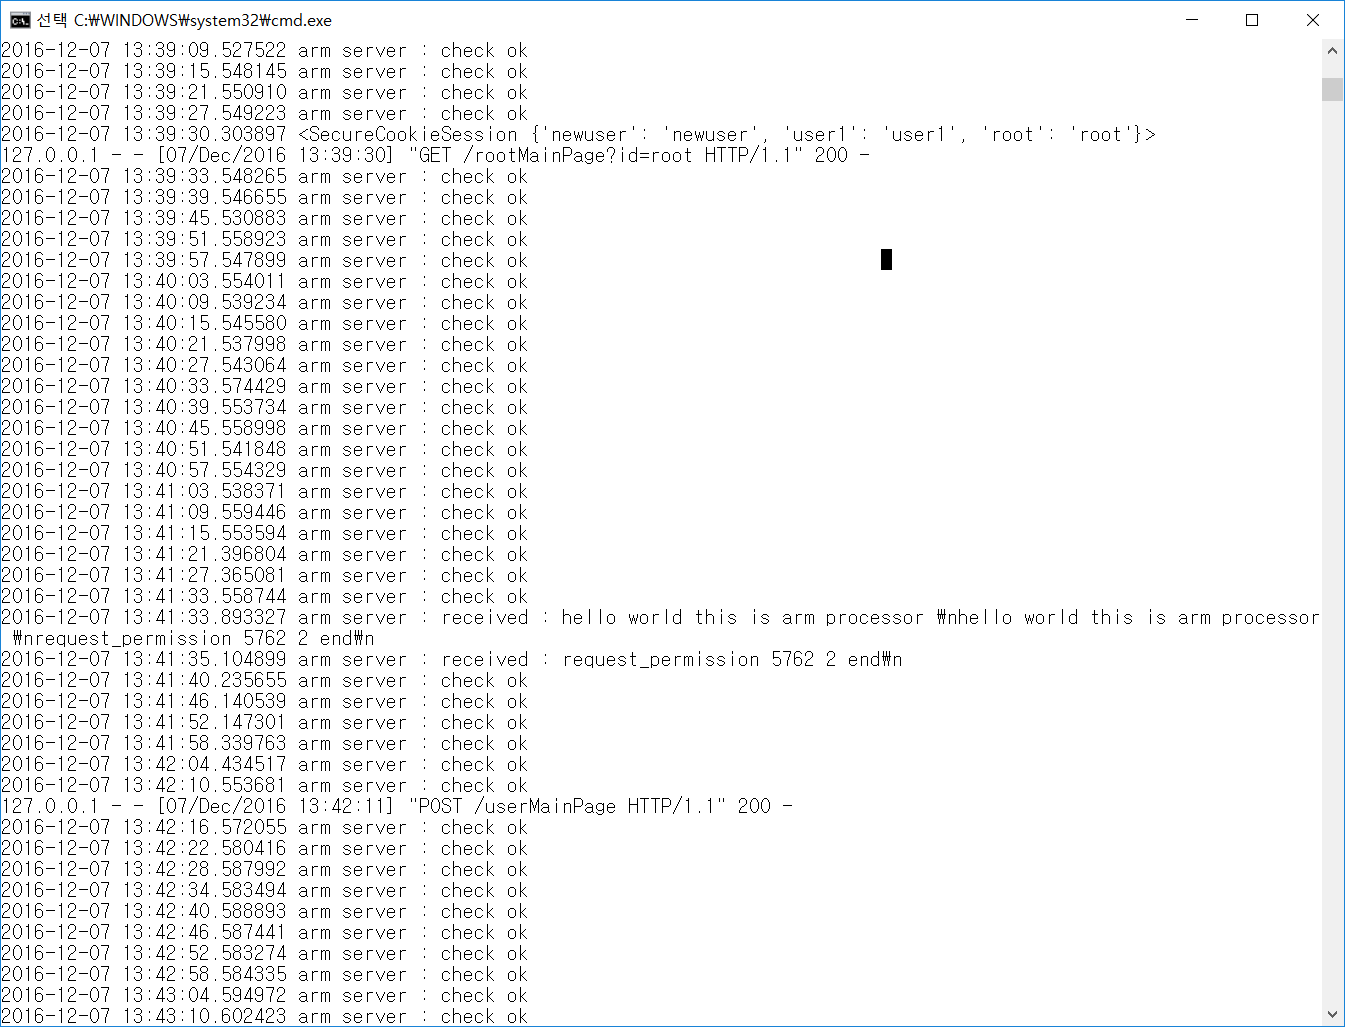 선택 C:₩WINDOWS₩system32₩cmd.exe
2016-12-07 13:39:09.527522 arm server : check ok
2016-12-07 13:39:15.548145 arm server : check ok
2016-12-07 13:39:21.550910 arm server : check ok
2016-12-07 13:39:27.549223 arm server : check ok
2016-12-07 13:39:30.303897 <SecureCookieSession {'newuser': 'newuser', 'user1': 'user1', 'root': 'root'}>
127.0.0.1 - - [07/Dec/2016 13:39:30] "GET /rootMainPage?id=root HTTP/1.1" 200 -
2016-12-07 13:39:33.548265 arm server : check ok
2016-12-07 13:39:39.546655 arm server : check ok
2016-12-07 13:39:45.530883 arm server : check ok
2016-12-07 13:39:51.558923 arm server : check ok
2016-12-07 13:39:57.547899 arm server : check ok
2016-12-07 13:40:03.554011 arm server : check ok
2016-12-07 13:40:09.539234 arm server : check ok
2016-12-07 13:40:15.545580 arm server : check ok
2016-12-07 13:40:21.537998 arm server : check ok
2016-12-07 13:40:27.543064 arm server : check ok
2016-12-07 13:40:33.574429 arm server : check ok
2016-12-07 13:40:39.553734 arm server : check ok
2016-12-07 13:40:45.558998 arm server : check ok
2016-12-07 13:40:51.541848 arm server : check ok
2016-12-07 13:40:57.554329 arm server : check ok
2016-12-07 13:41:03.538371 arm server : check ok
2016-12-07 13:41:09.559446 arm server : check ok
2016-12-07 13:41:15.553594 arm server : check ok
2016-12-07 13:41:21.396804 arm server : check ok
2016-12-07 13:41:27.365081 arm server : check ok
2016-12-07 13:41:33.558744 arm server : check ok
2016-12-07 13:41:33.893327 arm server : received : hello world this is arm processor ₩nhello world this is arm processor
₩nrequest_permission 5762 2 end₩n
2016-12-07 13:41:35.104899 arm server : received : request_permission 5762 2 end₩n
2016-12-07 13:41:40.235655 arm server : check ok
2016-12-07 13:41:46.140539 arm server : check ok
2016-12-07 13:41:52.147301 arm server : check ok
2016-12-07 13:41:58.339763 arm server : check ok
2016-12-07 13:42:04.434517 arm server : check ok
2016-12-07 13:42:10.553681 arm server : check ok
127.0.0.1 - - [07/Dec/2016 13:42:11] "POST /userMainPage HTTP/1.1" 200 -
2016-12-07 13:42:16.572055 arm server : check ok
2016-12-07 13:42:22.580416 arm server : check ok
2016-12-07 13:42:28.587992 arm server : check ok
2016-12-07 13:42:34.583494 arm server : check ok
2016-12-07 13:42:40.588893 arm server : check ok
2016-12-07 13:42:46.587441 arm server : check ok
2016-12-07 13:42:52.583274 arm server : check ok
2016-12-07 13:42:58.584335 arm server : check ok
2016-12-07 13:43:04.594972 arm server : check ok
2016-12-07 13:43:10.602423 arm server : check ok